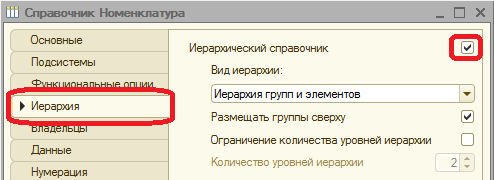 Справочник Номенклатура
Основные
Подсистемы
Функциональные опции
Иерархия
Владельцы
Данные
Нумерация
Иерархический справочник
Вид иерархии:
Иерархия групп и элементов
Размещать группы сверху
Ограничение количества уровней иерархии
Количество уровней иерархии
2